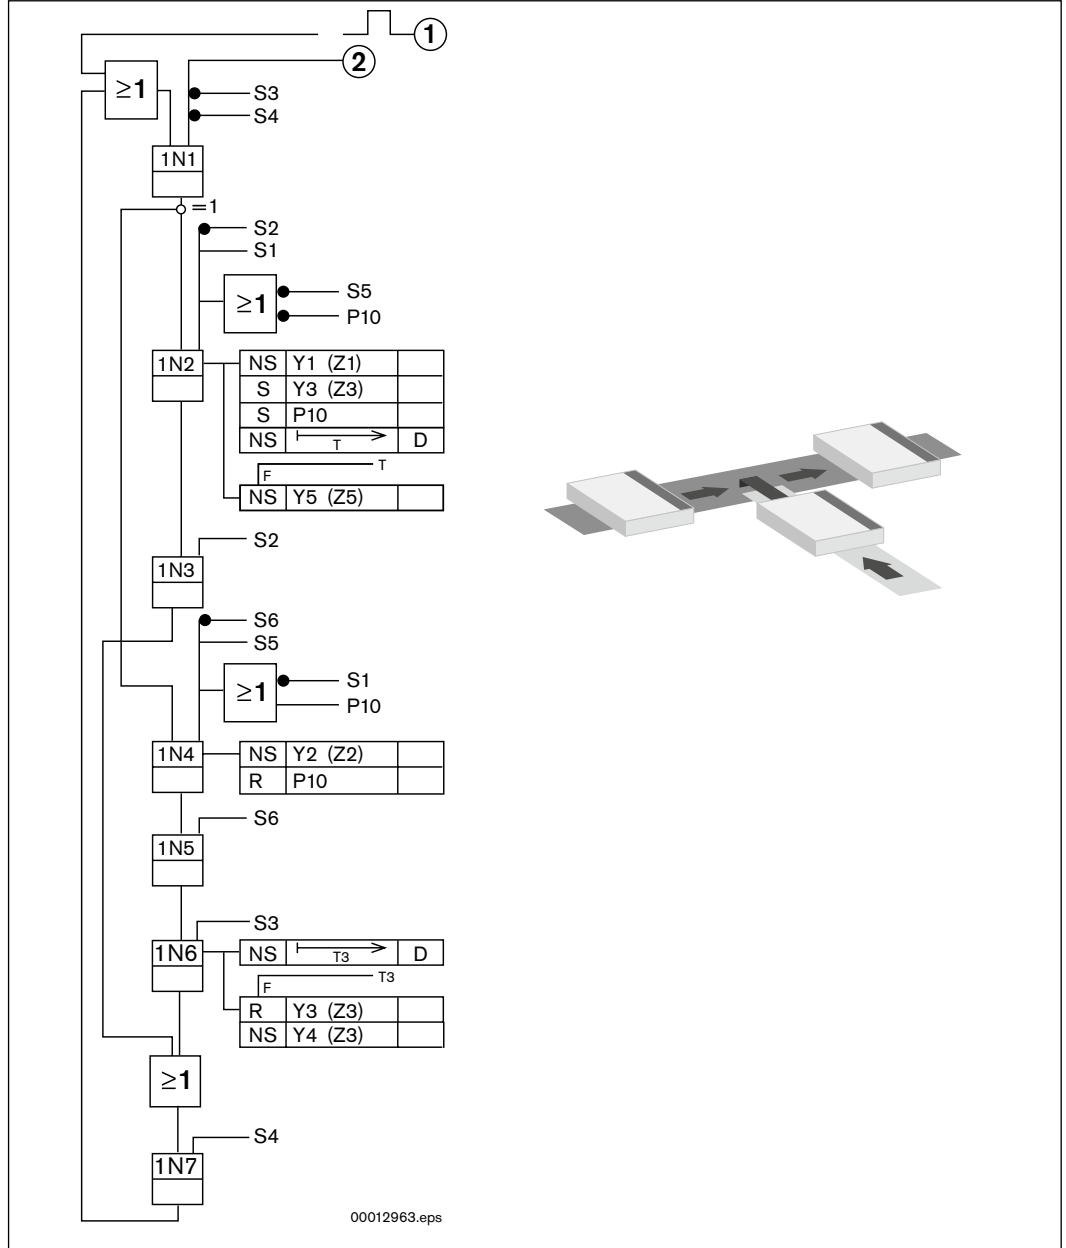 1
2
≥1
S3
S4
1N1
=1
S2
S1
≥1
S5
P10
1N2
NS Y1 (Z1)
S Y3 (Z3)
S P10
NS T D
F T
NS Y5 (Z5)
S2
1N3
S6
S5
≥1
S1
P10
1N4
NS Y2 (Z2)
R P10
S6
1N5
S3
1N6
NS T3 D
F T3
R Y3 (Z3)
NS Y4 (Z3)
≥1
S4
1N7
00012963.eps